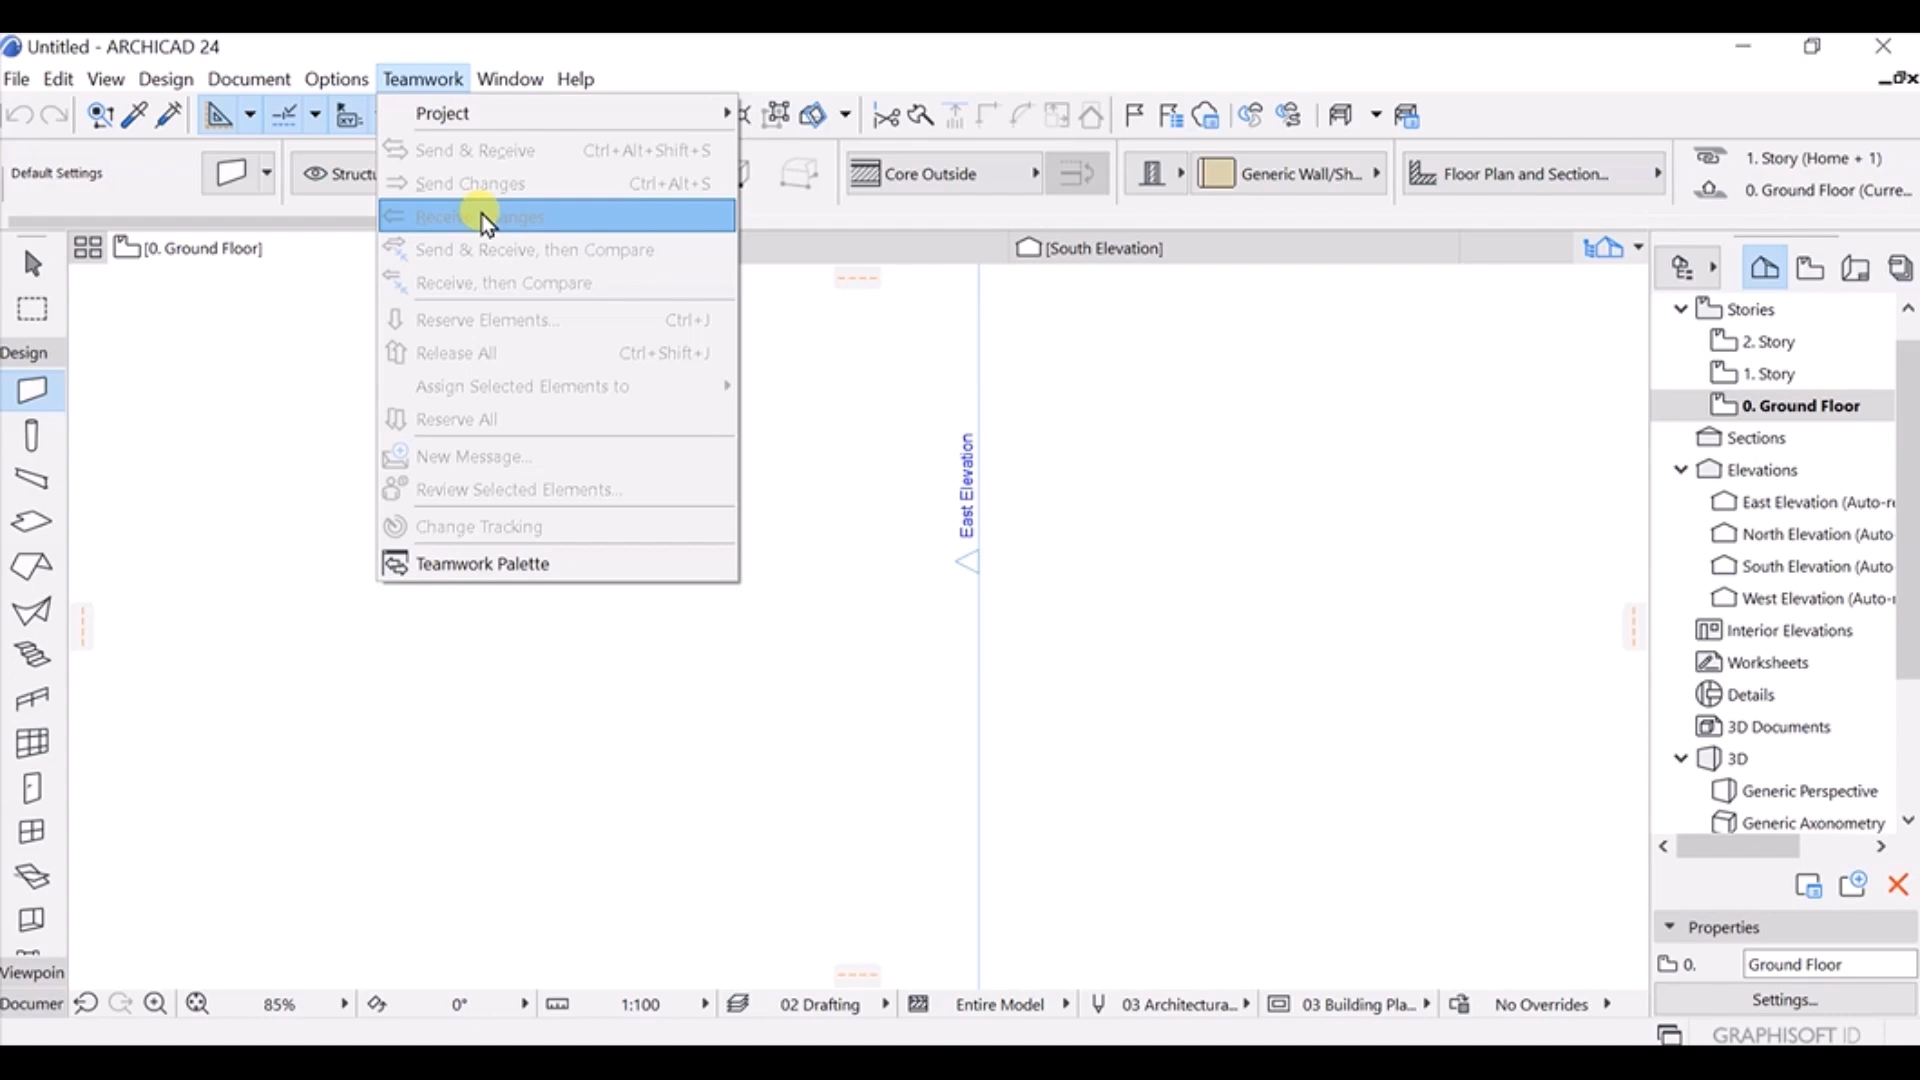 Untitled - ARCHICAD 24
File Edit View Design Document Options Teamwork Window Help
Default Settings
Core Outside
Generic Wall/Sh...
Floor Plan and Section...
1. Story (Home + 1)
0. Ground Floor (Curre...
[0. Ground Floor]
[South Elevation]
Project
Send & Receive Ctrl+Alt+Shift+S
Send Changes Ctrl+Alt+S
Send & Receive, then Compare
Receive, then Compare
Reserve Elements... Ctrl+J
Release All Ctrl+Shift+J
Assign Selected Elements to
Reserve All
New Message...
Review Selected Elements...
Change Tracking
Teamwork Palette
Design
Viewpoin
Documer
East Elevation
Stories
2. Story
1. Story
0. Ground Floor
Sections
Elevations
East Elevation (Auto-r
North Elevation (Auto
South Elevation (Auto
West Elevation (Auto-r
Interior Elevations
Worksheets
Details
3D Documents
3D
Generic Perspective
Generic Axonometry
Properties
0. Ground Floor
Settings...
85% 0° 1:100 02 Drafting Entire Model 03 Architectura... 03 Building Pla... No Overrides
GRAPHISOFT ID